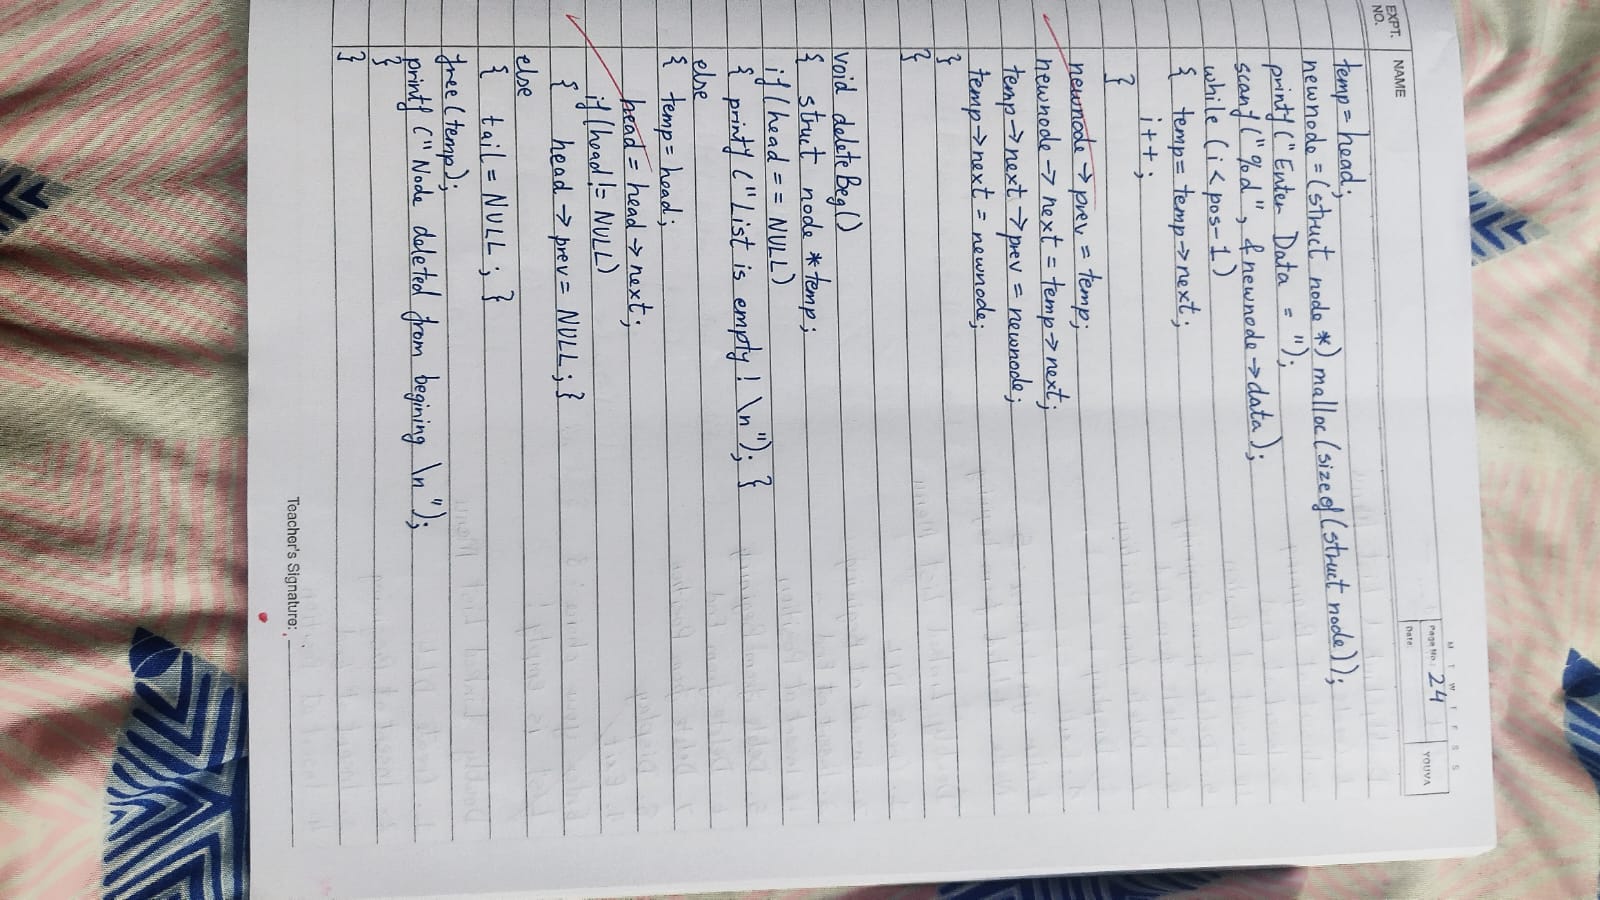 M T W T F S S
Page No.: 24
YOUVA
Date:
EXPT. NO.
NAME
temp = head;
newnode = (struct node *) malloc (sizeof (struct node));
printf ("Enter Data = ");
scanf ("%d", &newnode->data);
while (i < pos-1)
{ temp = temp->next;
i++;
}
newnode -> prev = temp;
newnode -> next = temp->next;
temp->next->prev = newnode;
temp->next = newnode;
}
}
void deleteBeg()
{ struct node *temp;
if (head == NULL)
{ printf ("List is empty! \n"); }
else
{ temp = head;
head = head -> next;
if (head != NULL)
{ head -> prev = NULL; }
else
{ tail = NULL; }
free (temp);
printf ("Node deleted from begining \n");
}
}
Teacher's Signature: